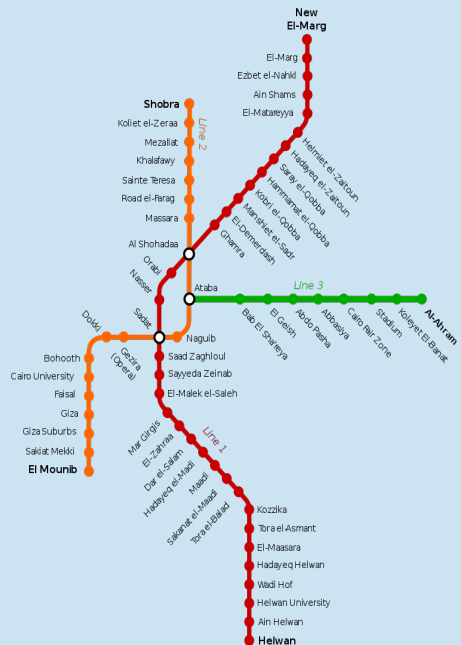 New
El-Marg
El-Marg
Ezbet el-Nahkl
Ain Shams
El-Matareyya
Helmiet el-Zaitoun
Hadayeq el-Zaitoun
Saray el-Qobba
Hammamat el-Qobba
Kobri el-Qobba
Manshiet el-Sadr
El-Demerdash
Ghamra
Shobra
Line 2
Koliet el-Zeraa
Mezallat
Khalafawy
Sainte Teresa
Road el-Farag
Massara
Al Shohadaa
Orabi
Nasser
Ataba
Line 3
Bab El Sha'reya
El Geish
Abdo Pasha
Abbasiya
Cairo Fair Zone
Stadium
Koleyet El-Banat
Al-Ahram
Sadat
Naguib
Dokki
Gezira
(Opera)
Bohooth
Cairo University
Faisal
Giza
Giza Suburbs
Sakiat Mekki
El Mounib
Saad Zaghloul
Sayyeda Zeinab
El-Malek el-Saleh
Line 1
Mar Girgis
El-Zahraa
Dar el-Salam
Hadayeq el-Madi
Maadi
Sakanat el-Maadi
Tora el-Balad
Kozzika
Tora el-Asmant
El-Maasara
Hadayeq Helwan
Wadi Hof
Helwan University
Ain Helwan
Helwan